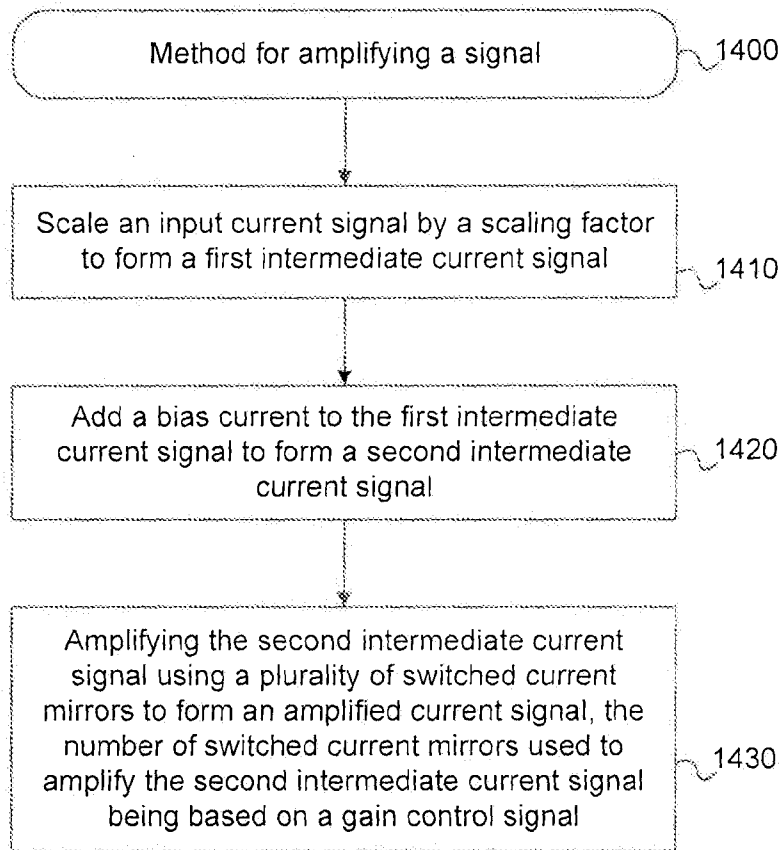 Method for amplifying a signal
1400
Scale an input current signal by a scaling factor
to form a first intermediate current signal
1410
Add a bias current to the first intermediate
current signal to form a second intermediate
current signal
1420
Amplifying the second intermediate current
signal using a plurality of switched current
mirrors to form an amplified current signal, the
number of switched current mirrors used to
amplify the second intermediate current signal
being based on a gain control signal
1430